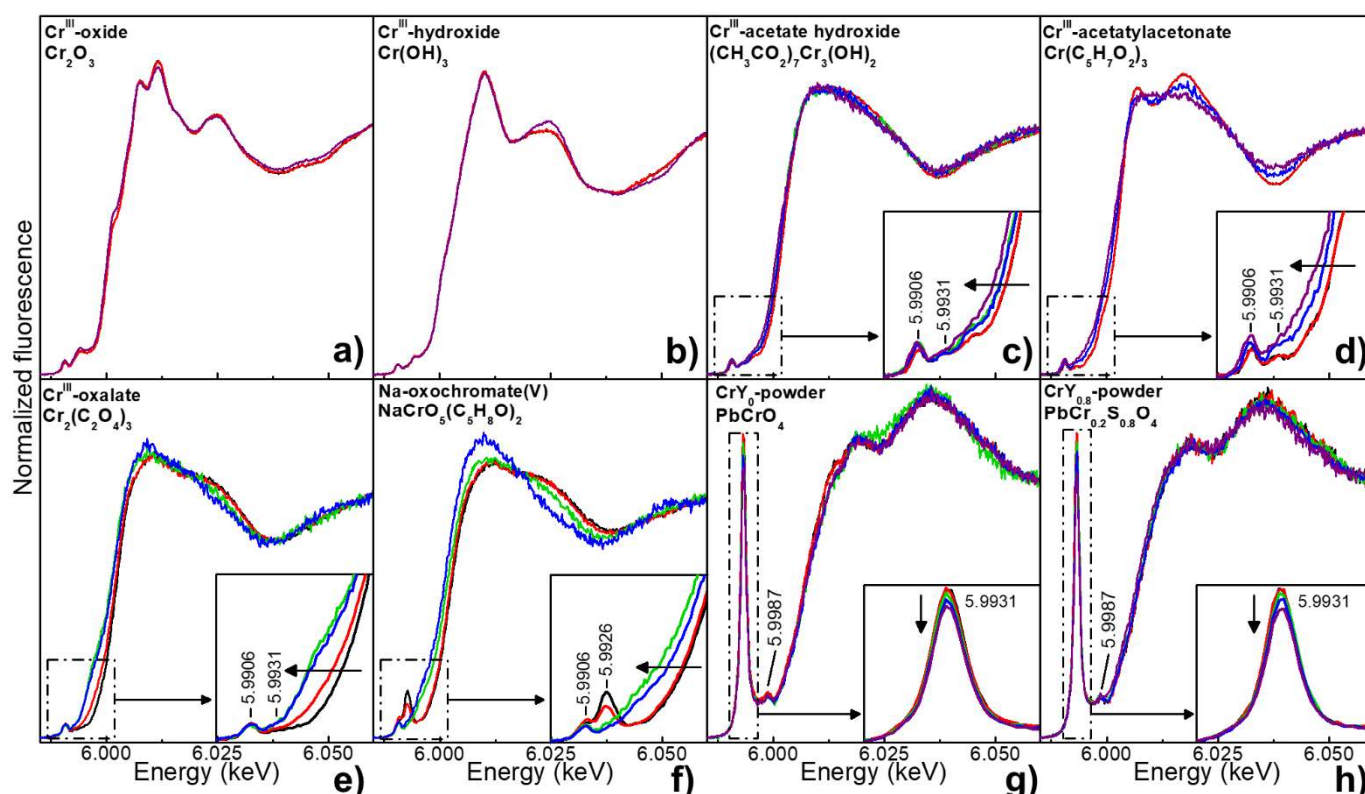 Normalized fluorescence
Cr^III-oxide
Cr₂O₃
a)
Cr^III-hydroxide
Cr(OH)₃
b)
Cr^III-acetate hydroxide
(CH₃CO₂)₇Cr₃(OH)₂
5.9906
5.9931
c)
Cr^III-acetatylacetonate
Cr(C₅H₇O₂)₃
5.9906
5.9931
d)
Cr^III-oxalate
Cr₂(C₂O₄)₃
5.9906
5.9931
e)
Na-oxochromate(V)
NaCrO₅(C₅H₈O)₂
5.9906
5.9926
f)
CrY₀-powder
PbCrO₄
5.9987
5.9931
g)
CrY₀.₈-powder
PbCr₀.₂S₀.₈O₄
5.9987
5.9931
h)
6.000 6.025 6.050
6.000 6.025 6.050
6.000 6.025 6.050
6.000 6.025 6.050
Energy (keV)
Energy (keV)
Energy (keV)
Energy (keV)